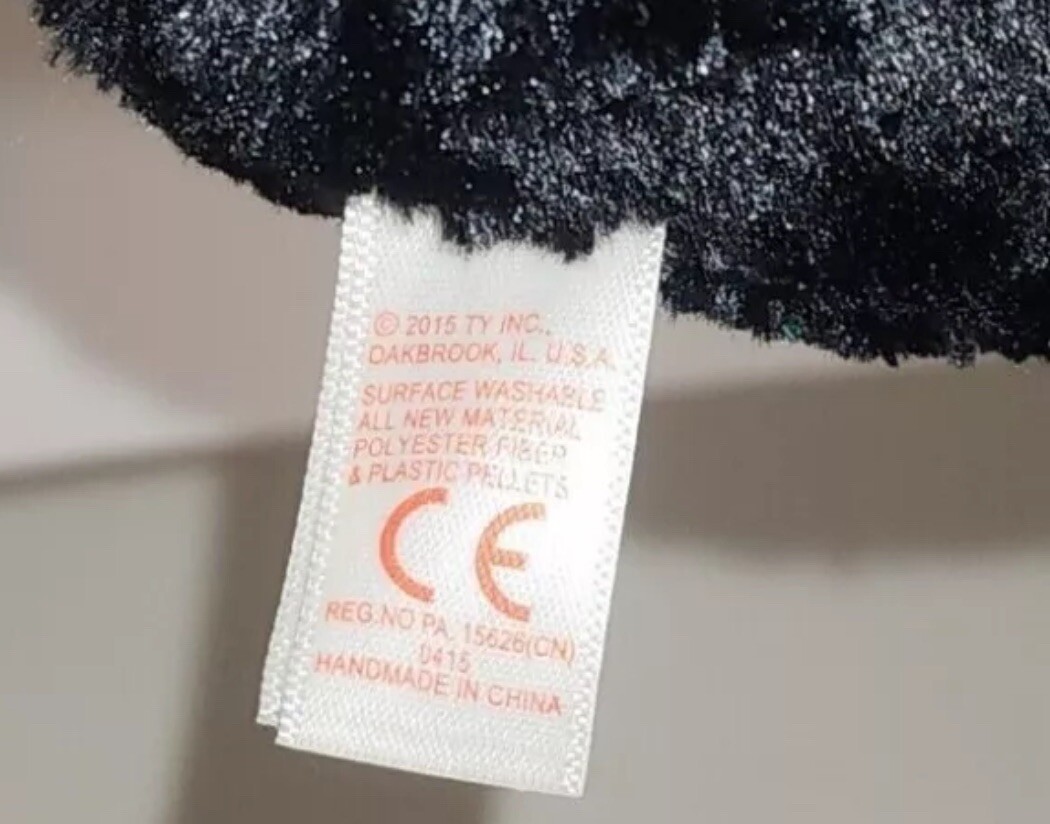 © 2015 TY INC.,
OAKBROOK, IL. U.S.A.
SURFACE WASHABLE
ALL NEW MATERIAL
POLYESTER FIBER
& PLASTIC PELLETS
CE
REG.NO PA. 15626(CN)
0415
HANDMADE IN CHINA